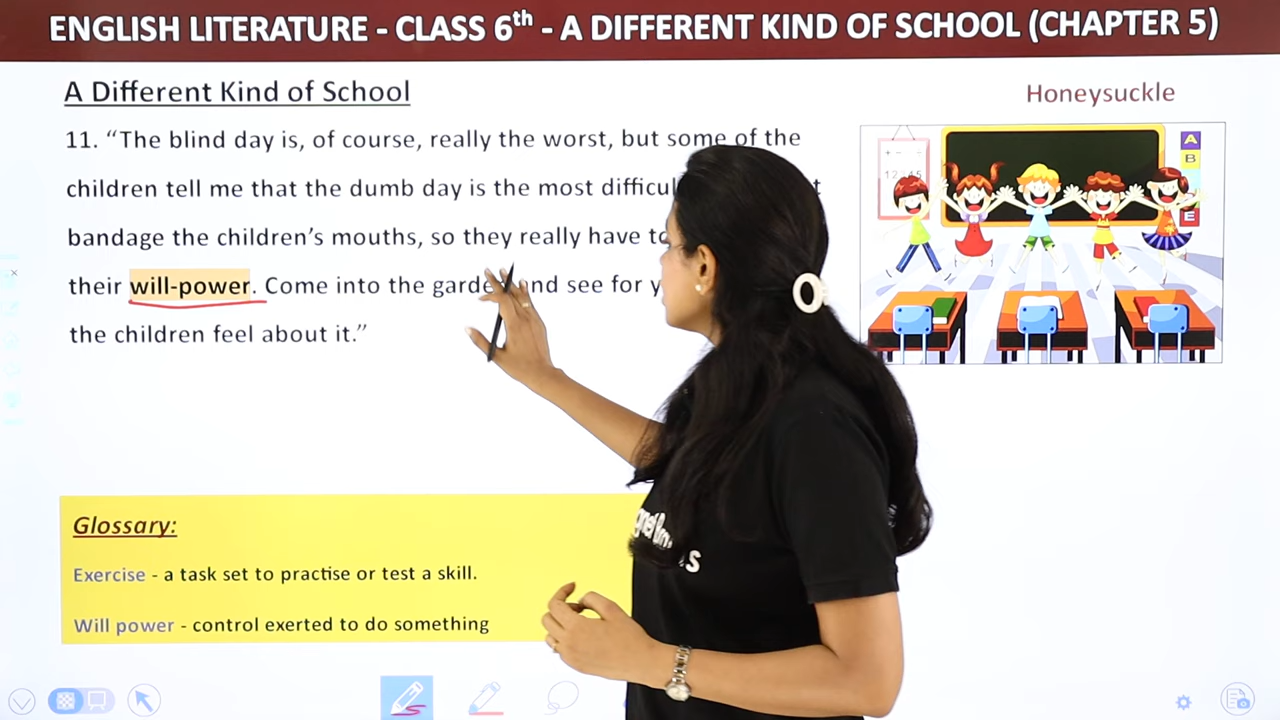 ENGLISH LITERATURE - CLASS 6th - A DIFFERENT KIND OF SCHOOL (CHAPTER 5)
A Different Kind of School
Honeysuckle
11. “The blind day is, of course, really the worst, but some of the
children tell me that the dumb day is the most
bandage the children’s mouths, so they really have
their will-power. Come into the and see for
the children feel about it.”
A
B
E
Glossary:
Exercise - a task set to practise or test a skill.
Will power - control exerted to do something